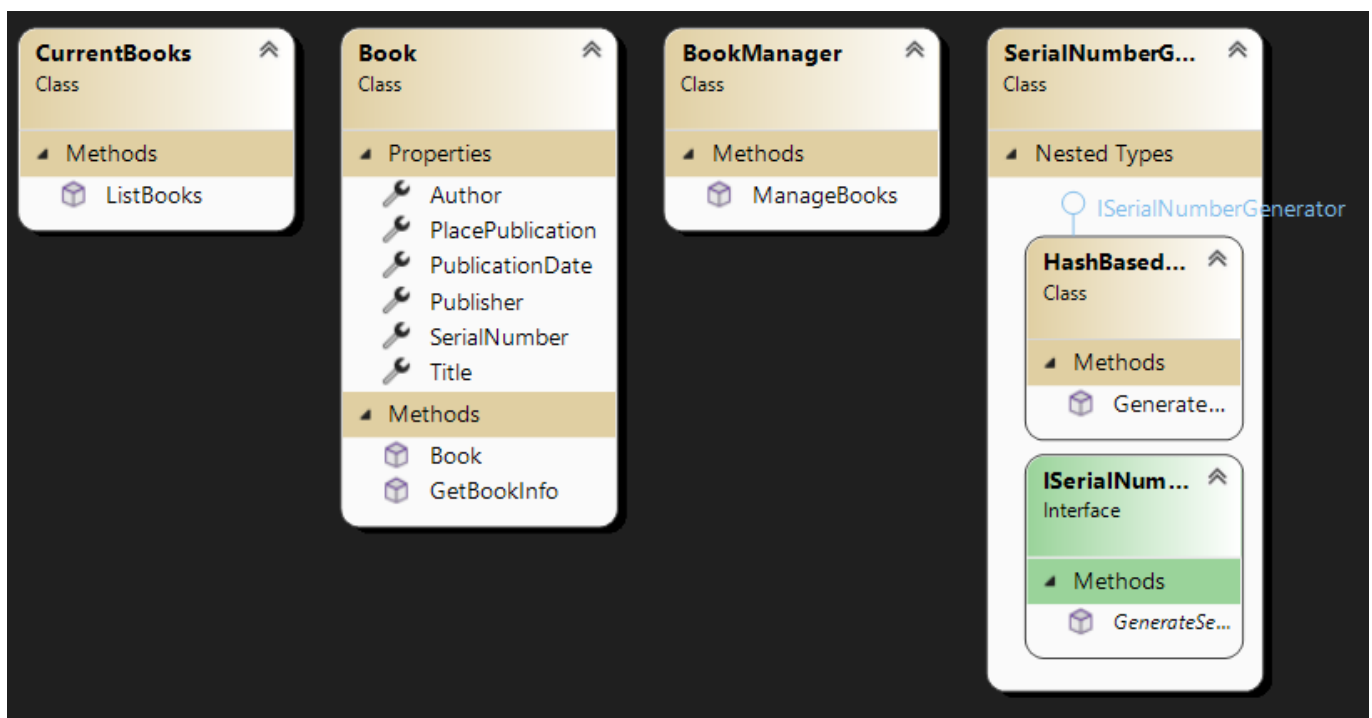 CurrentBooks
Class
Methods
ListBooks
Book
Class
Properties
Author
PlacePublication
PublicationDate
Publisher
SerialNumber
Title
Methods
Book
GetBookInfo
BookManager
Class
Methods
ManageBooks
SerialNumberG...
Class
Nested Types
ISerialNumberGenerator
HashBased...
Class
Methods
Generate...
ISerialNum...
Interface
Methods
GenerateSe...